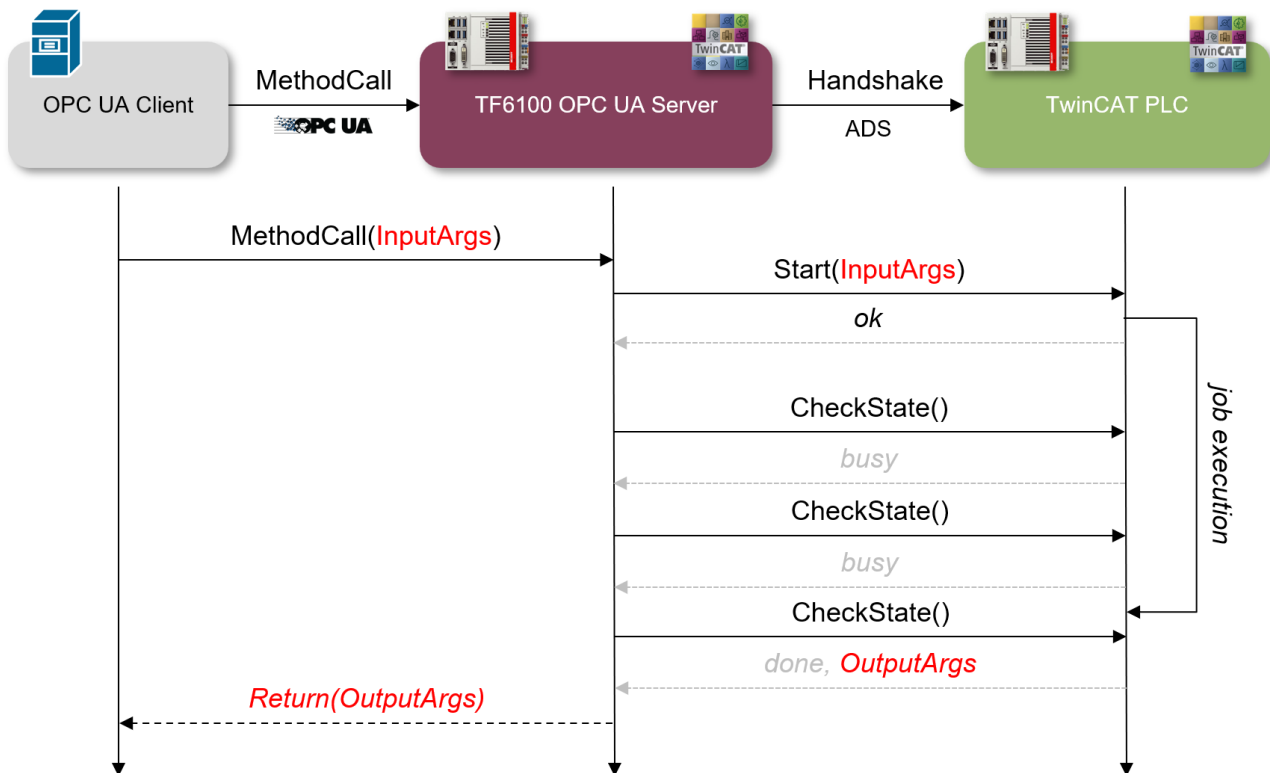 TwinCAT
TwinCAT
OPC UA Client
MethodCall
OPC UA
TF6100 OPC UA Server
Handshake
ADS
TwinCAT PLC
MethodCall(InputArgs)
Start(InputArgs)
ok
job execution
CheckState()
busy
CheckState()
busy
CheckState()
done, OutputArgs
Return(OutputArgs)